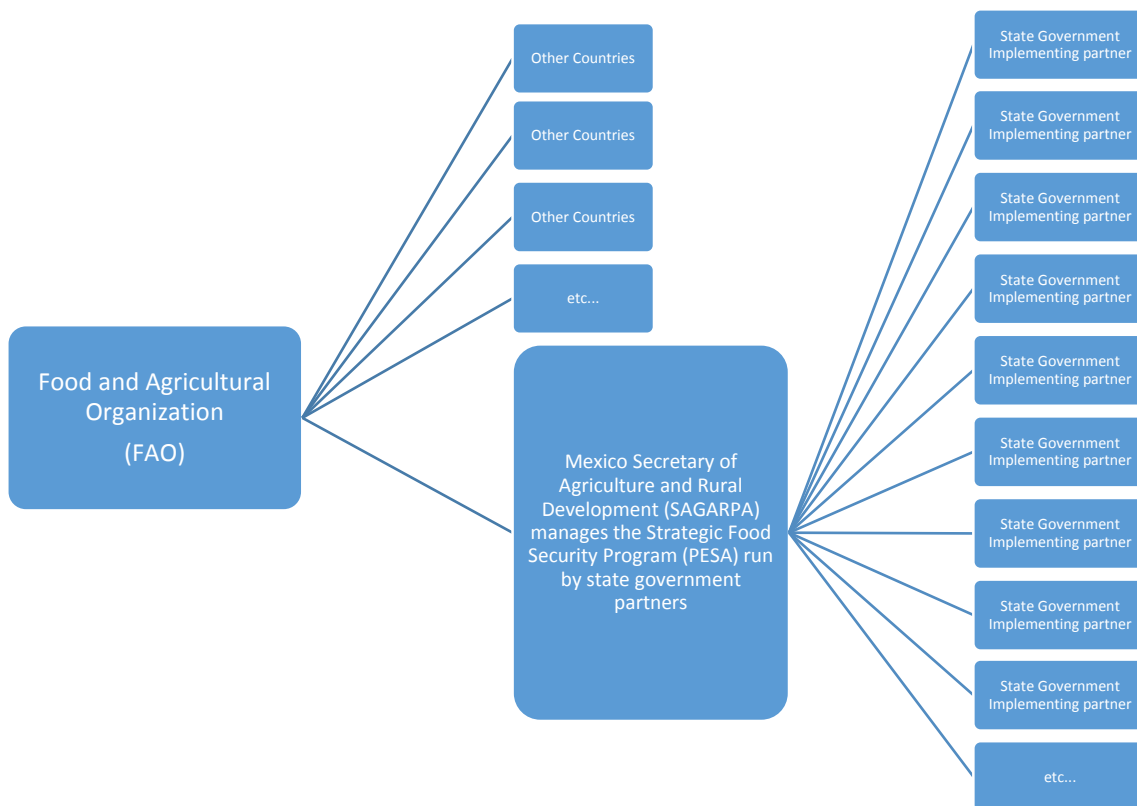 Food and Agricultural
Organization
(FAO)
Other Countries
Other Countries
Other Countries
etc...
Mexico Secretary of
Agriculture and Rural
Development (SAGARPA)
manages the Strategic Food
Security Program (PESA) run
by state government
partners
State Government
Implementing partner
State Government
Implementing partner
State Government
Implementing partner
State Government
Implementing partner
State Government
Implementing partner
State Government
Implementing partner
State Government
Implementing partner
State Government
Implementing partner
State Government
Implementing partner
etc...